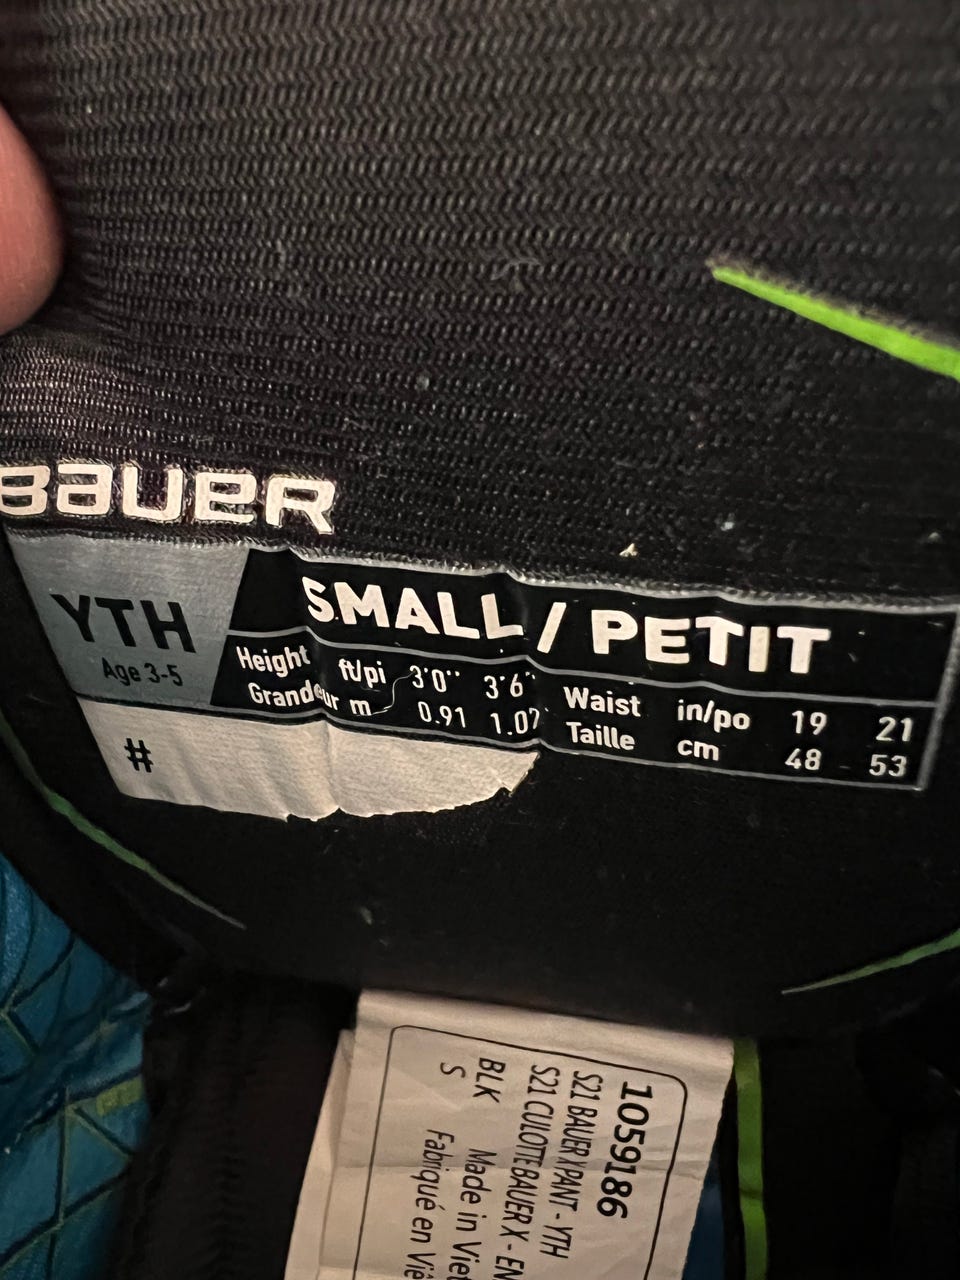 BAUER
YTH
Age 3-5
SMALL / PETIT
Height ft/pi 3'0'' 3'6''
Grandeur m 0.91 1.07
Waist in/po 19 21
Taille cm 48 53
#
1059186
S21 BAUER X PANT - YTH
S21 CULOTTE BAUER X - EN
BLK Made in Viet
S Fabriqué en Viê